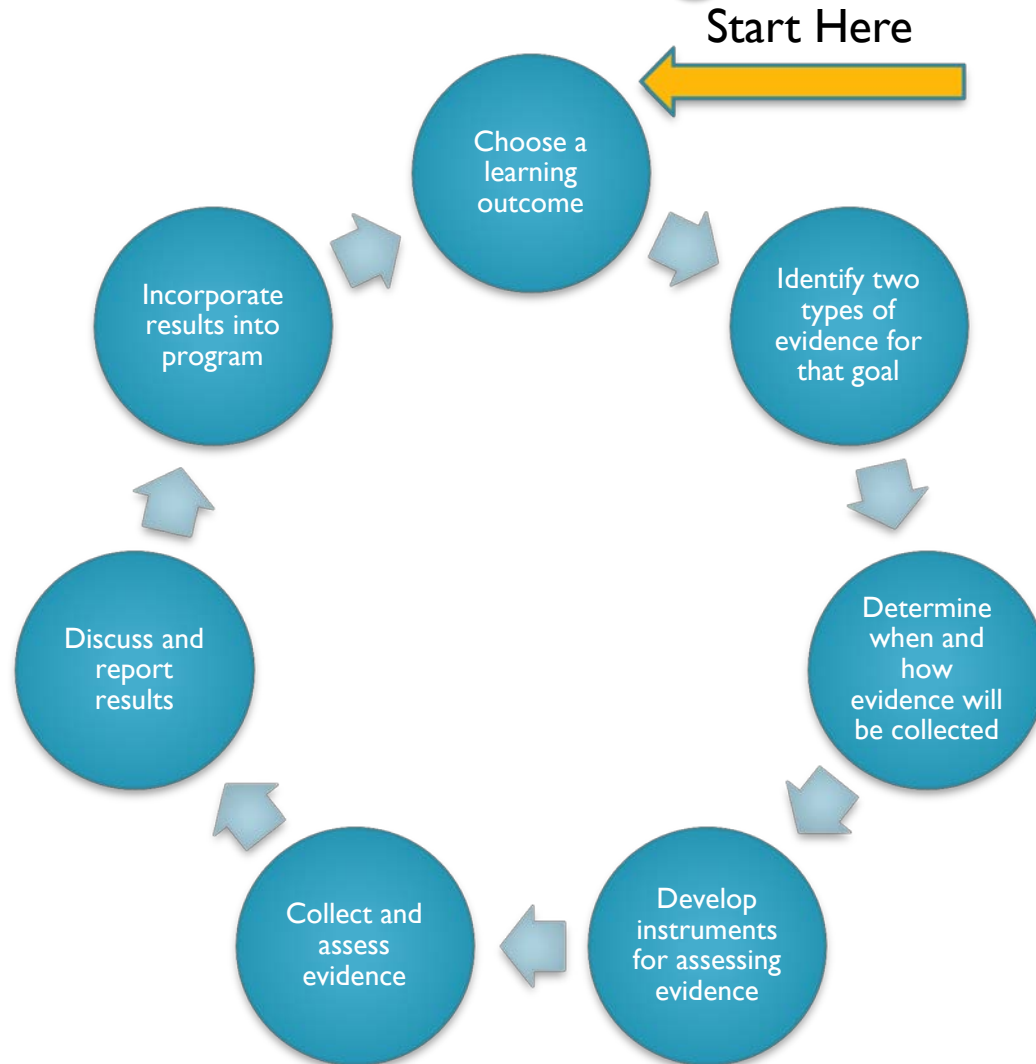 Start Here
Choose a
learning
outcome
Identify two
types of
evidence for
that goal
Determine
when and
how
evidence will
be collected
Develop
instruments
for assessing
evidence
Collect and
assess
evidence
Discuss and
report
results
Incorporate
results into
program